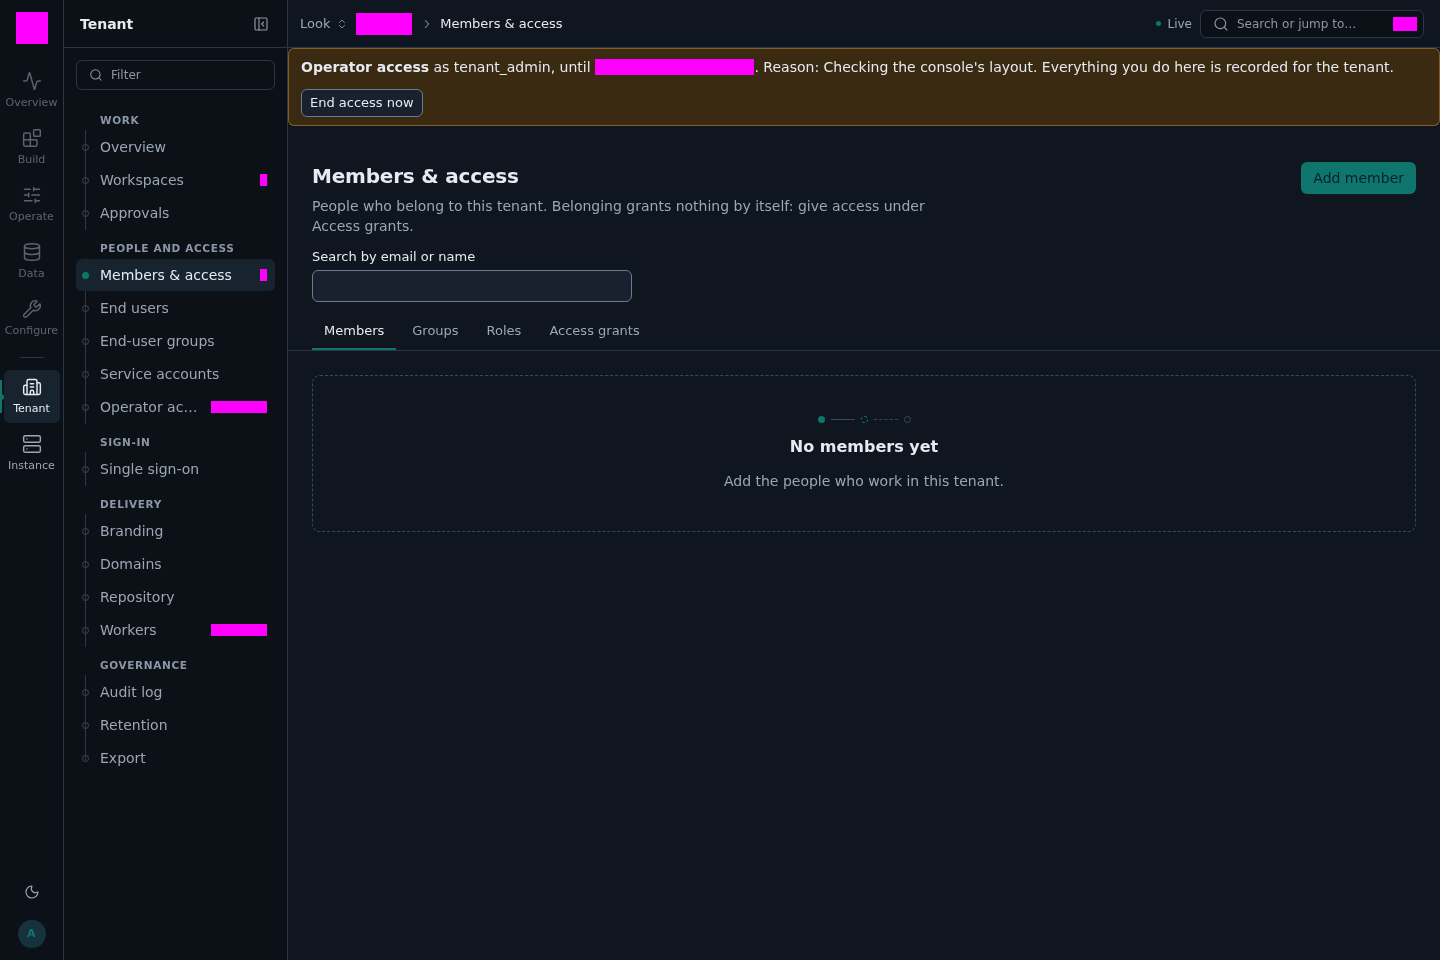 Tenant
Look
Members & access
Live
Search or jump to…
Filter
Operator access as tenant_admin, until . Reason: Checking the console's layout. Everything you do here is recorded for the tenant.
End access now
Overview
Build
Operate
Data
Configure
Tenant
Instance
A
WORK
Overview
Workspaces
Approvals
PEOPLE AND ACCESS
Members & access
End users
End-user groups
Service accounts
Operator ac…
SIGN-IN
Single sign-on
DELIVERY
Branding
Domains
Repository
Workers
GOVERNANCE
Audit log
Retention
Export
Members & access
Add member
People who belong to this tenant. Belonging grants nothing by itself: give access under
Access grants.
Search by email or name
Members
Groups
Roles
Access grants
No members yet
Add the people who work in this tenant.